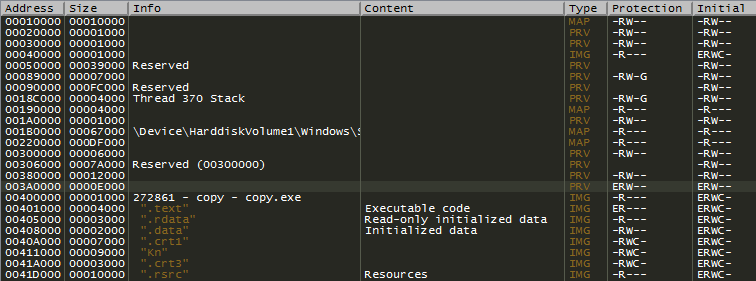 Address Size Info Content Type Protection Initial
00010000 00010000 MAP -RW-- -RW--
00020000 00001000 PRV -RW-- -RW--
00030000 00001000 PRV -RW-- -RW--
00040000 00001000 IMG -R--- ERWC-
00050000 00039000 Reserved PRV -RW--
00089000 00007000 PRV -RW-G -RW--
00090000 000FC000 Reserved PRV -RW--
0018C000 00004000 Thread 370 Stack PRV -RW-G -RW--
00190000 00004000 MAP -R--- -R---
001A0000 00001000 PRV -RW-- -RW--
001B0000 00067000 \Device\HarddiskVolume1\Windows\S MAP -R--- -R---
00220000 000DF000 MAP -R--- -R---
00300000 00006000 PRV -RW-- -RW--
00306000 0007A000 Reserved (00300000) PRV -RW--
00380000 00012000 PRV -RW-- -RW--
003A0000 0000E000 PRV ERW-- ERW--
00400000 00001000 272861 - copy - copy.exe IMG -R--- ERWC-
00401000 00004000 ".text" Executable code IMG ER--- ERWC-
00405000 00003000 ".rdata" Read-only initialized data IMG -R--- ERWC-
00408000 00002000 ".data" Initialized data IMG -RW-- ERWC-
0040A000 00007000 ".crt1" IMG -RWC- ERWC-
00411000 00009000 "Kn" IMG -RWC- ERWC-
0041A000 00003000 ".crt3" IMG -RWC- ERWC-
0041D000 00010000 ".rsrc" Resources IMG -R--- ERWC-